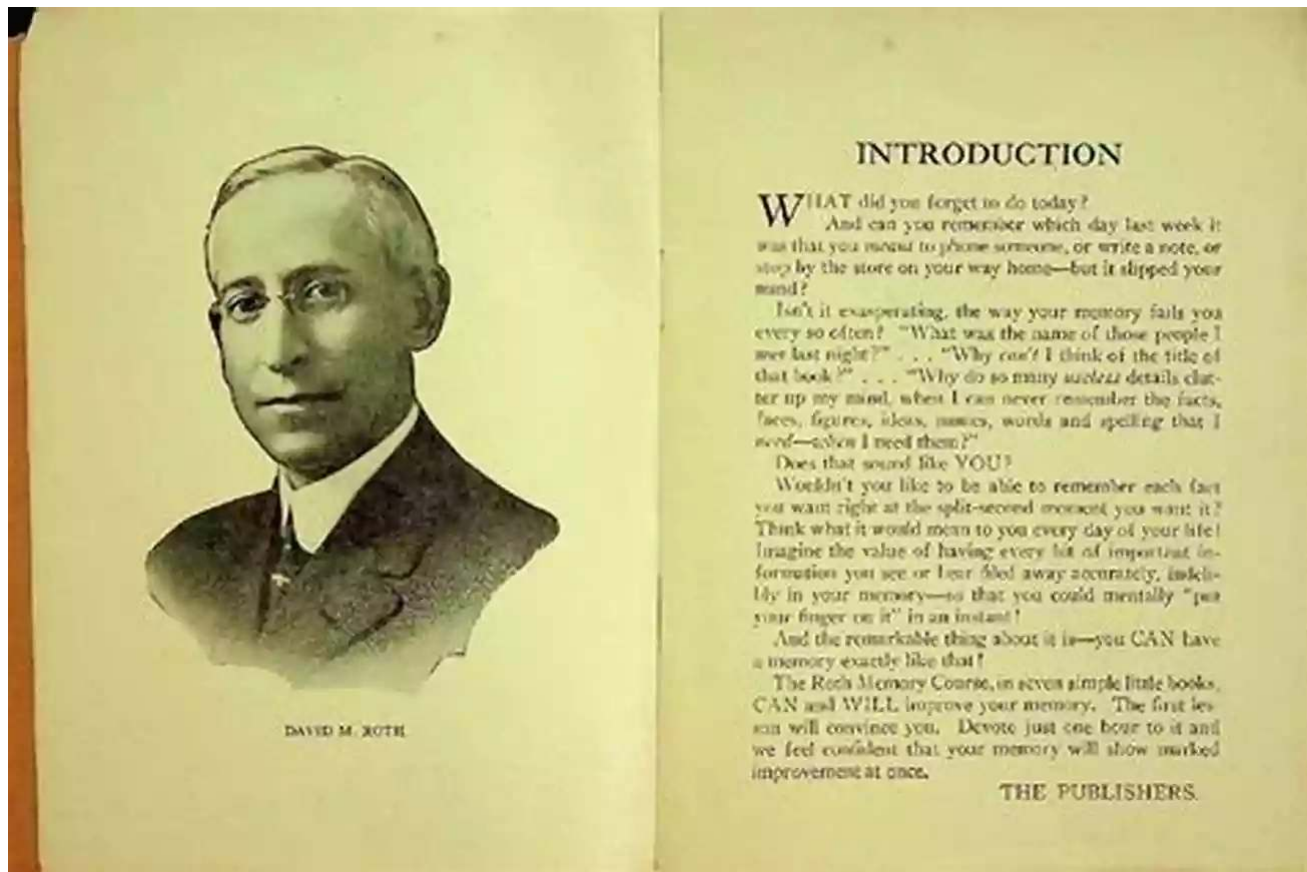 DAVID M. ROTH
INTRODUCTION
WHAT did you forget to do today?
And can you remember which day last week it
was that you meant to phone someone, or write a note, or
stop by the store on your way home—but it slipped your
mind?
Isn't it exasperating, the way your memory fails you
every so often? "What was the name of those people I
met last night?" . . . "Why can't I think of the title of
that book?" . . . "Why do so many useless details clut-
ter up my mind, when I can never remember the facts,
faces, figures, ideas, names, words and spelling that I
need—when I need them?"
Does that sound like YOU?
Wouldn't you like to be able to remember each fact
you want right at the split-second moment you want it?
Think what it would mean to you every day of your life!
Imagine the value of having every bit of important in-
formation you see or hear filed away accurately, indeli-
bly in your memory—so that you could mentally "put
your finger on it" in an instant!
And the remarkable thing about it is—you CAN have
a memory exactly like that!
The Roth Memory Course, in seven simple little books,
CAN and WILL improve your memory. The first les-
son will convince you. Devote just one hour to it and
we feel confident that your memory will show marked
improvement at once.
THE PUBLISHERS.